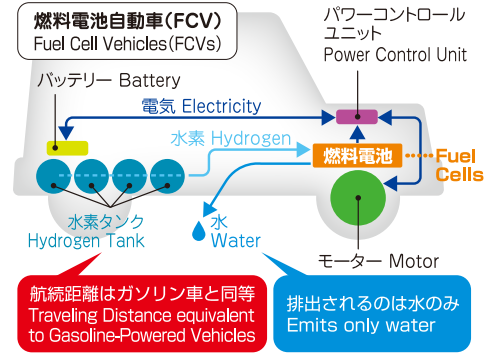 燃料電池自動車(FCV)
Fuel Cell Vehicles(FCVs)
パワーコントロール
ユニット
Power Control Unit
バッテリー Battery
電気 Electricity
水素 Hydrogen
燃料電池
Fuel
Cells
水素タンク
Hydrogen Tank
水
Water
モーター Motor
航続距離はガソリン車と同等
Traveling Distance equivalent
to Gasoline-Powered Vehicles
排出されるのは水のみ
Emits only water